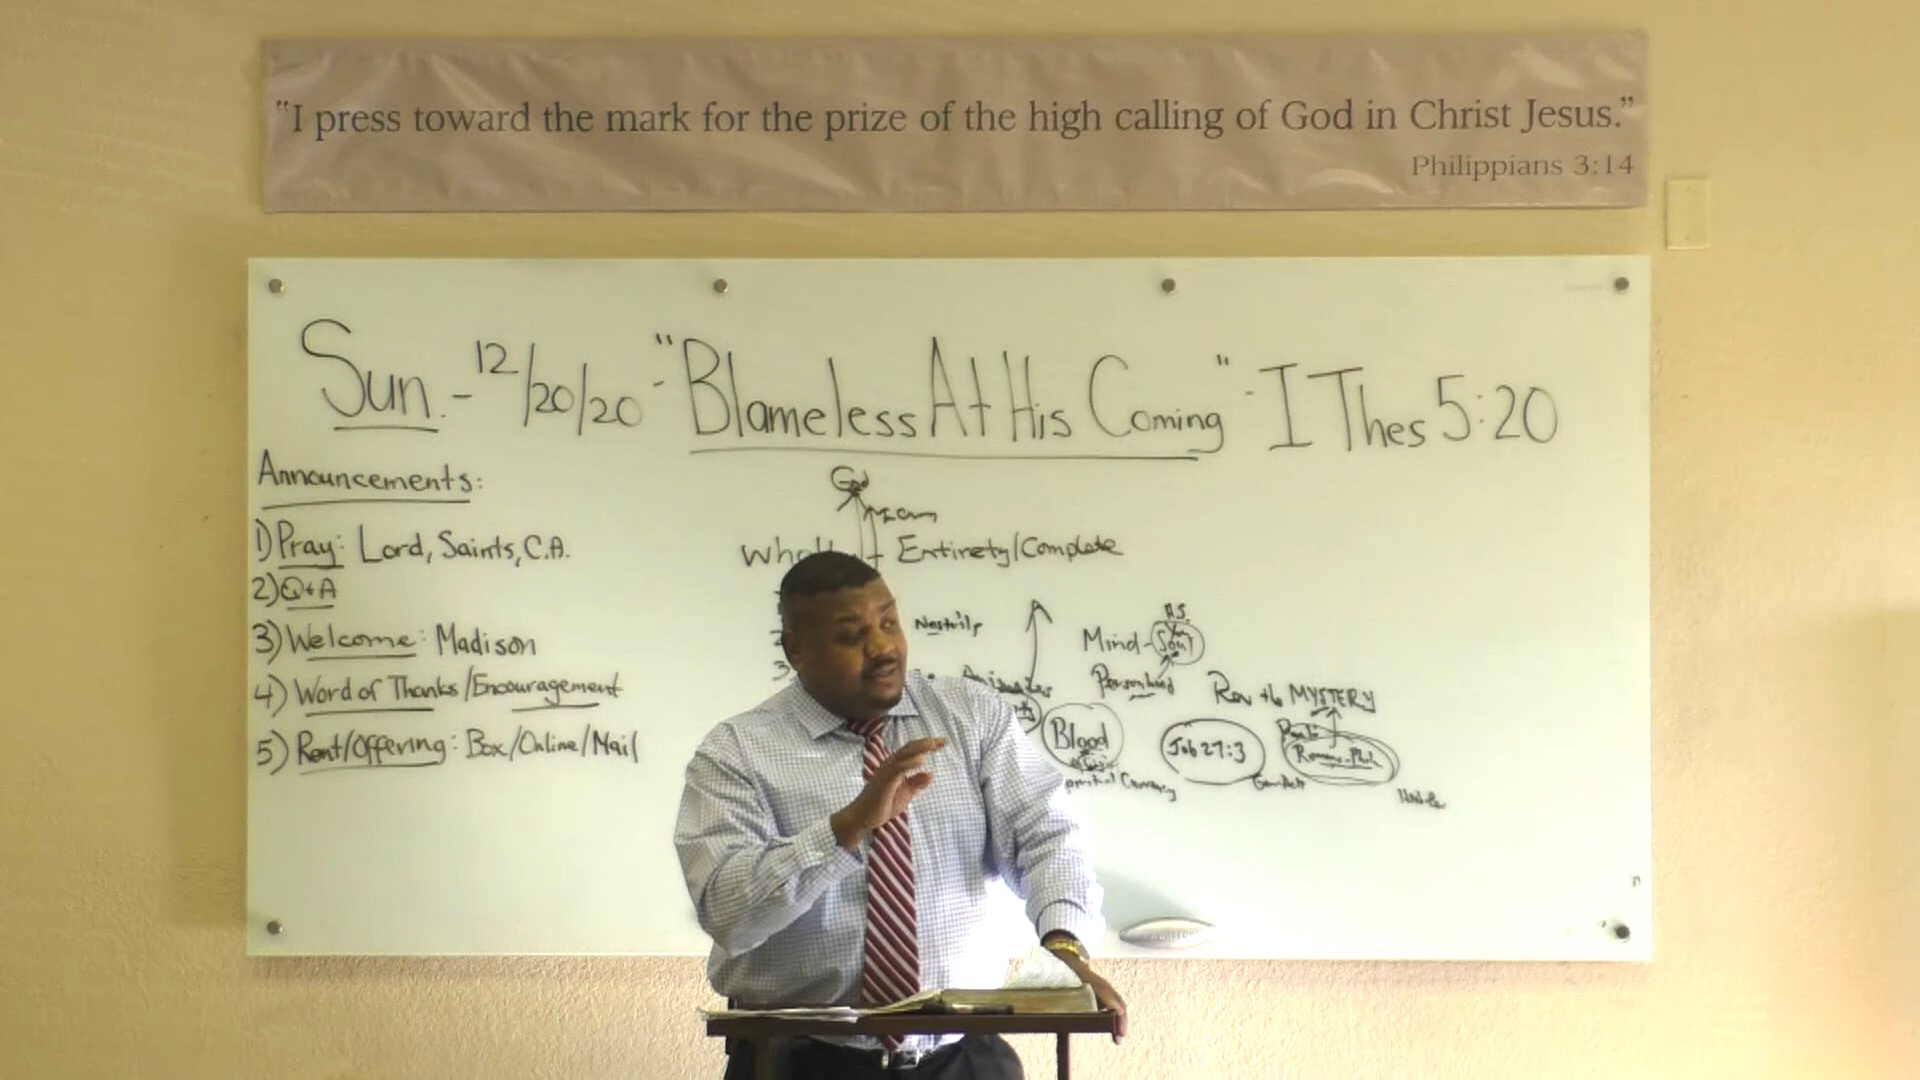 “I press toward the mark for the prize of the high calling of God in Christ Jesus.”
Philippians 3:14
Sun. - 12/20/20 - "Blameless At His Coming" - I Thes 5:20
Announcements:
1) Pray: Lord, Saints, C.A.
2) Q+A
3) Welcome: Madison
4) Word of Thanks/Encouragement
5) Rent/Offering: Box/Online/Mail
God
Entirety/Complete
Nostrils
Mind - Soul
Personhood
MYSTERY
Blood
Job 27:3